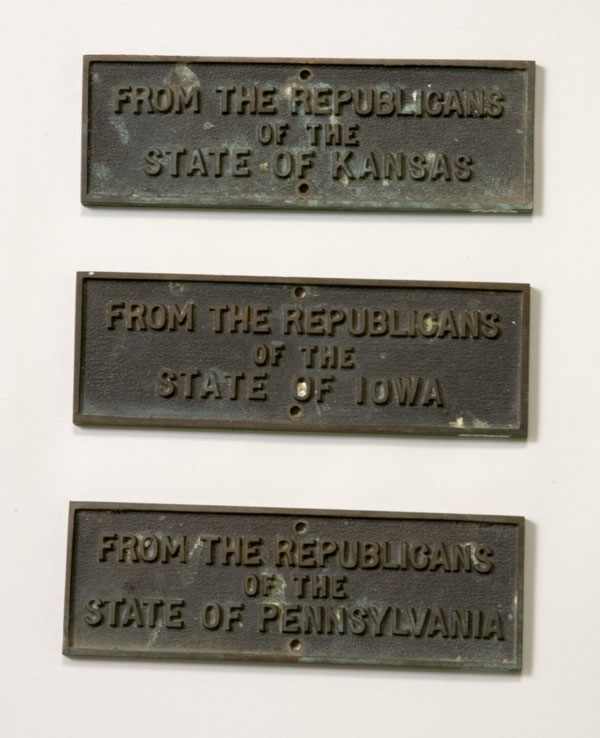 FROM THE REPUBLICANS
OF THE
STATE OF KANSAS
FROM THE REPUBLICANS
OF THE
STATE OF IOWA
FROM THE REPUBLICANS
OF THE
STATE OF PENNSYLVANIA